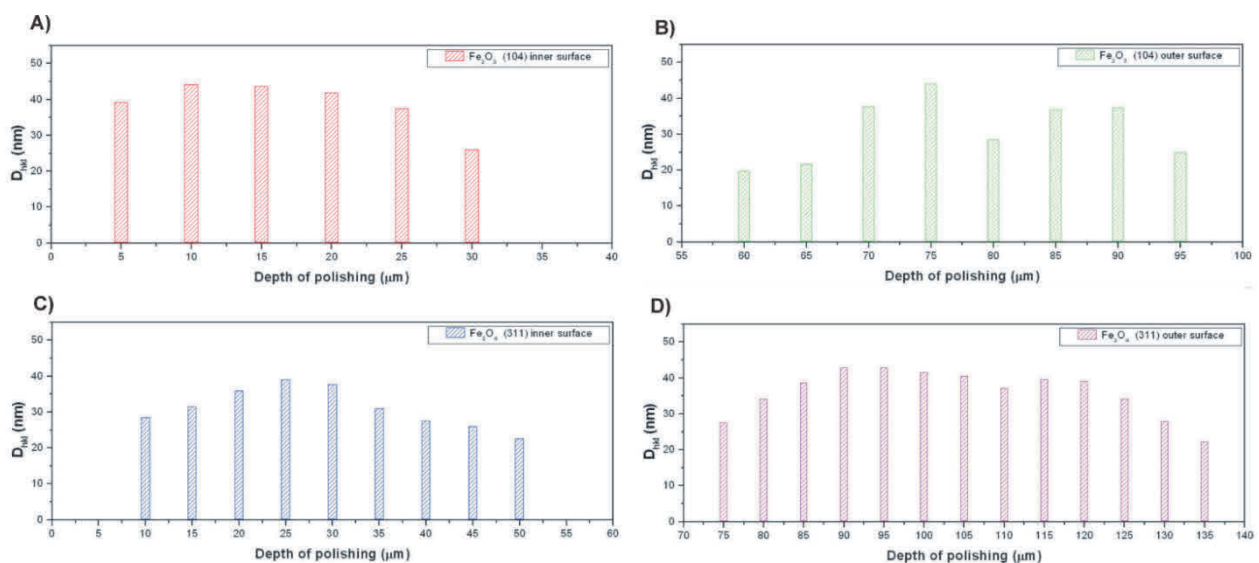 A)
Fe₂O₃ (104) inner surface
50
40
30
20
10
0
D_hkl (nm)
0 5 10 15 20 25 30 35 40
Depth of polishing (μm)
B)
Fe₂O₃ (104) outer surface
50
40
30
20
10
0
D_hkl (nm)
55 60 65 70 75 80 85 90 95 100
Depth of polishing (μm)
C)
Fe₃O₄ (311) inner surface
50
40
30
20
10
0
D_hkl (nm)
0 5 10 15 20 25 30 35 40 45 50 55 60
Depth of polishing (μm)
D)
Fe₃O₄ (311) outer surface
50
40
30
20
10
0
D_hkl (nm)
70 75 80 85 90 95 100 105 110 115 120 125 130 135 140
Depth of polishing (μm)